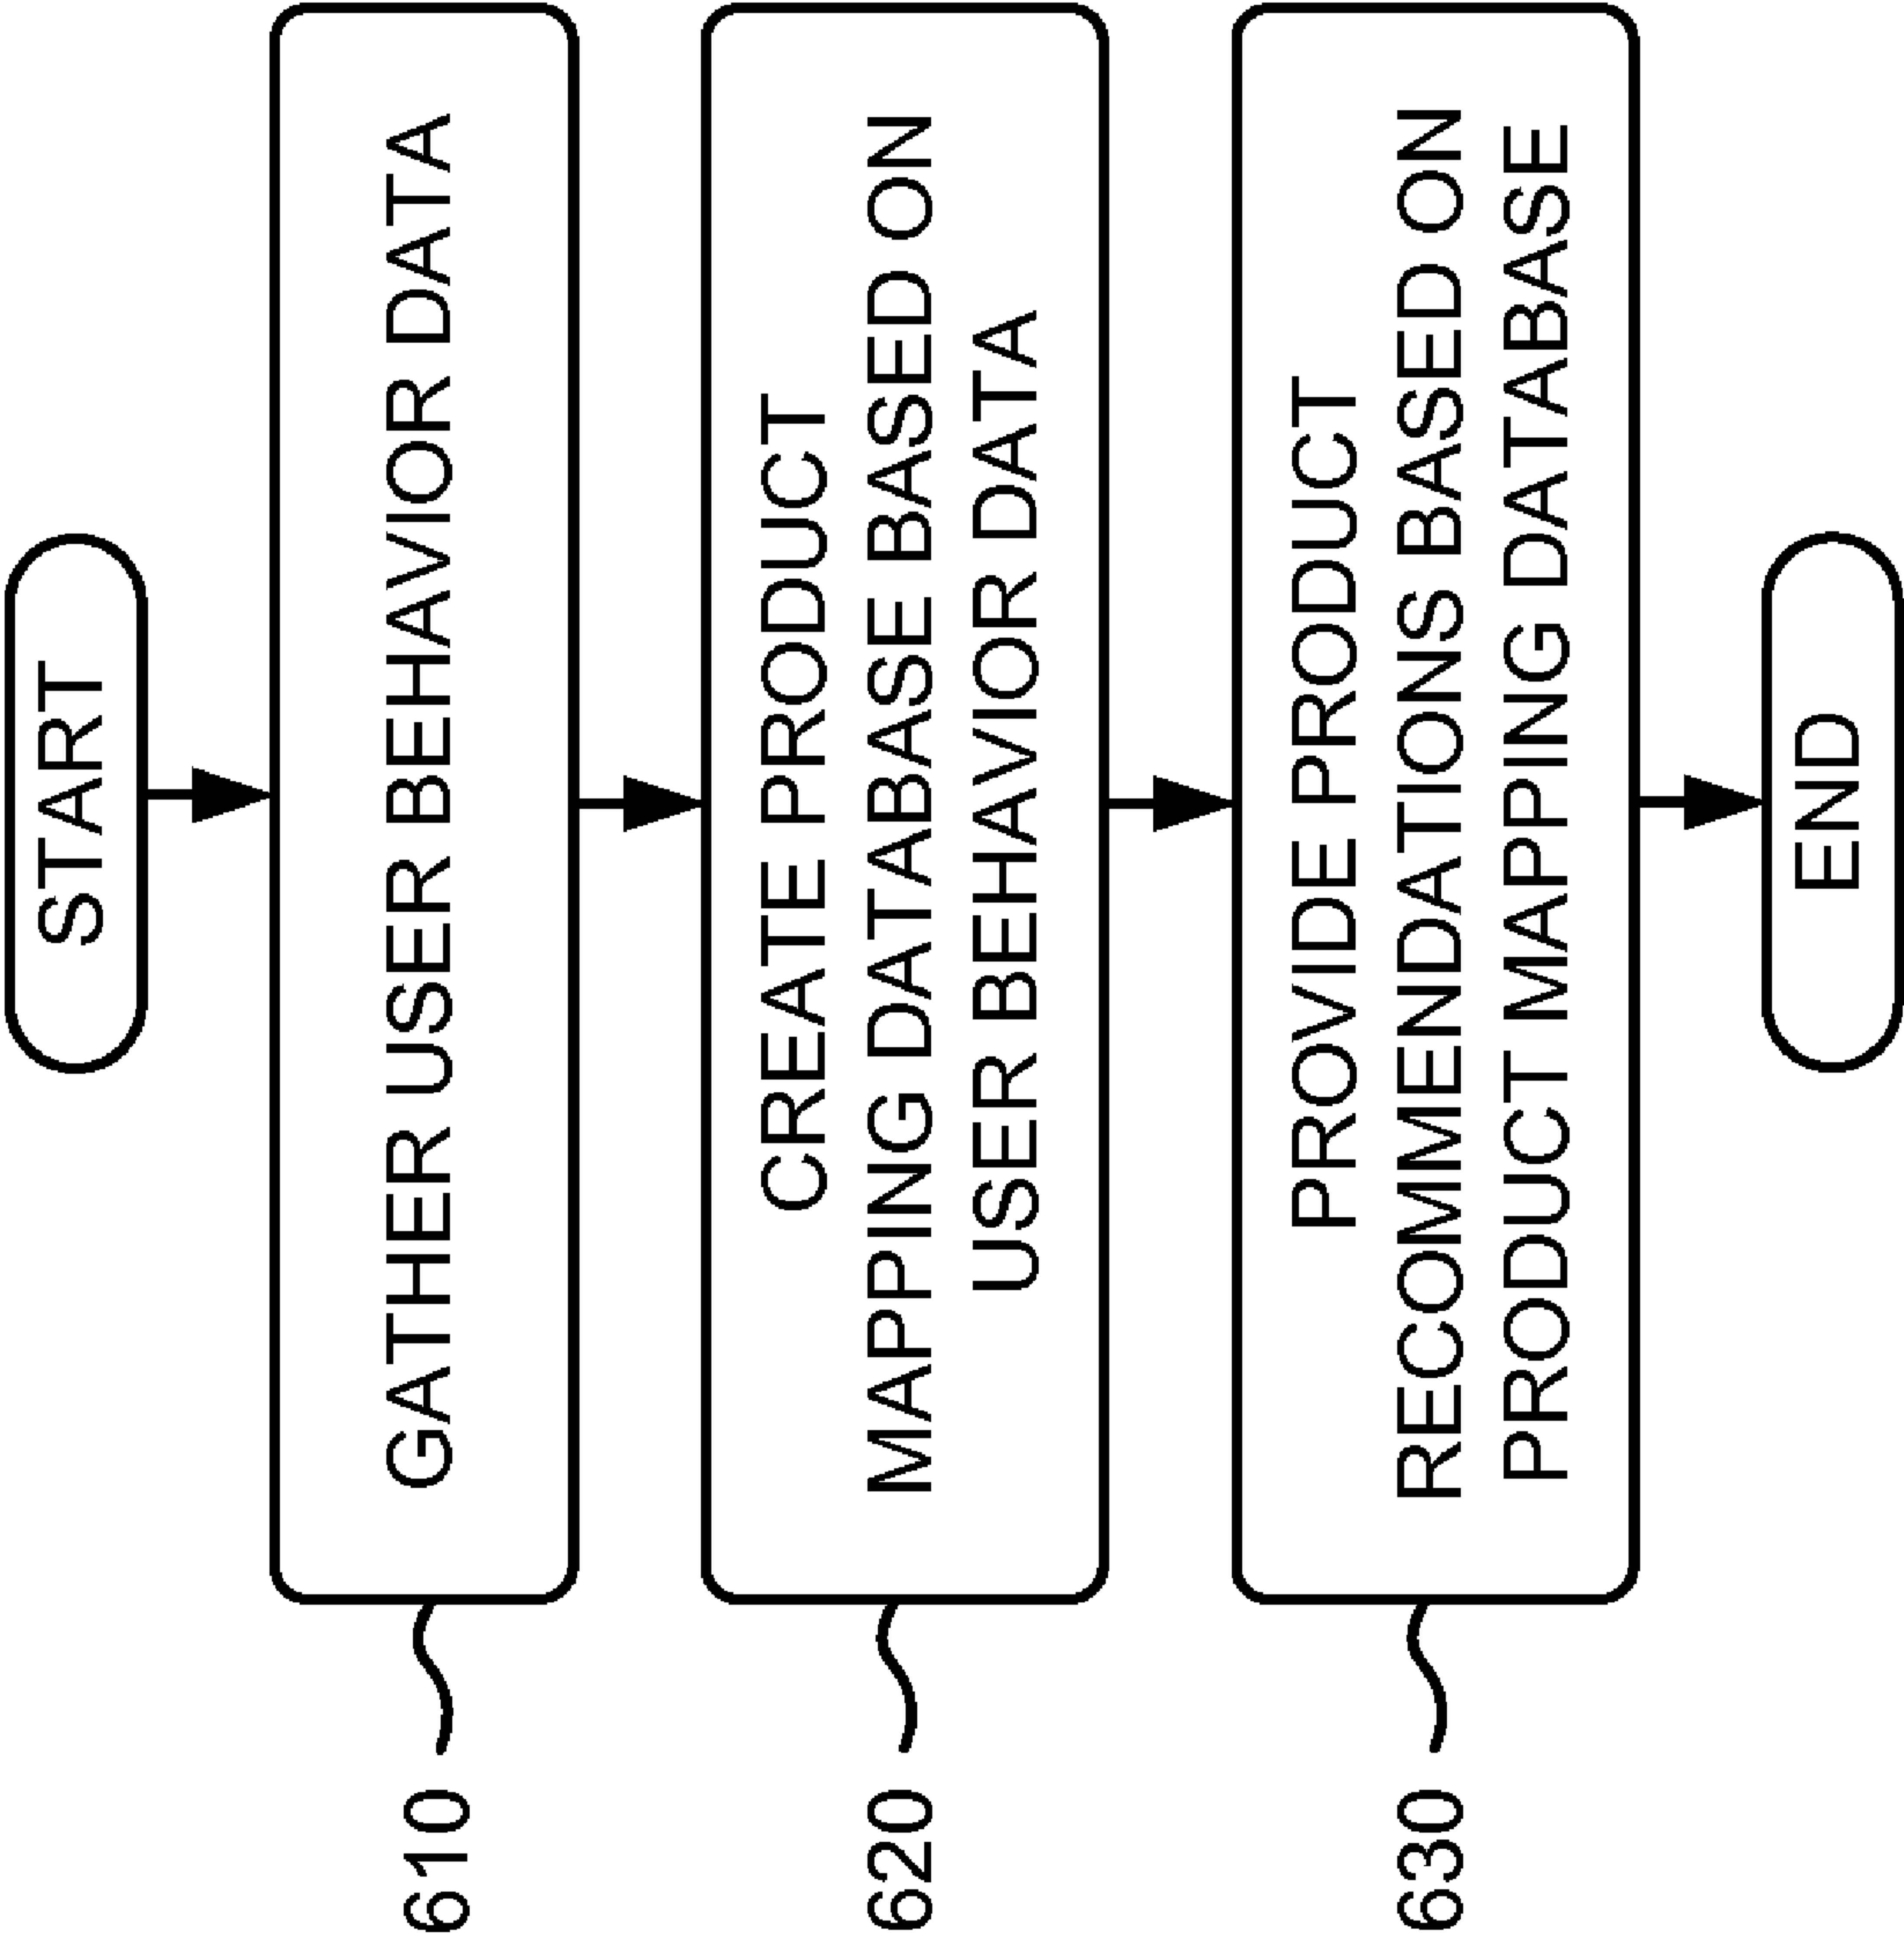 START
GATHER USER BEHAVIOR DATA
610
CREATE PRODUCT
MAPPING DATABASE BASED ON
USER BEHAVIOR DATA
620
PROVIDE PRODUCT
RECOMMENDATIONS BASED ON
PRODUCT MAPPING DATABASE
630
END